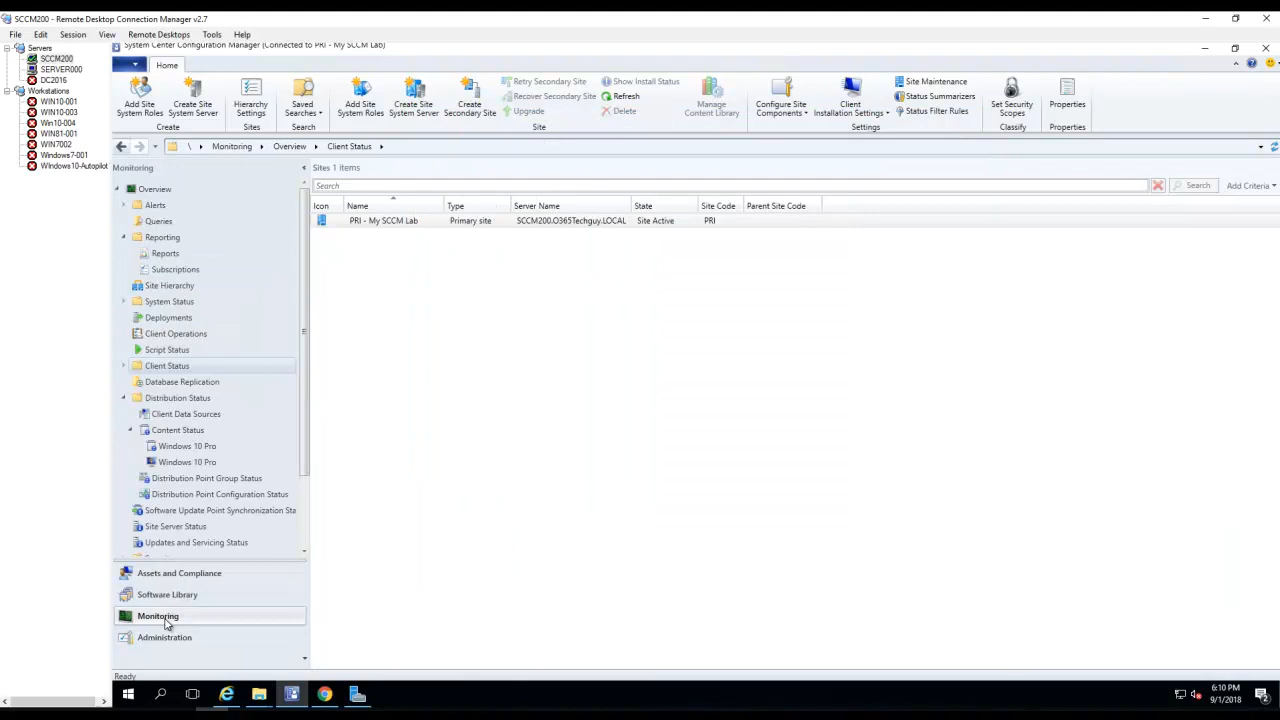 SCCM200 - Remote Desktop Connection Manager v2.7
File Edit Session View Remote Desktops Tools Help
Servers
SCCM200
SERVER000
DC2016
Workstations
WIN10-001
WIN10-003
Win10-004
WIN81-001
WIN7002
Windows7-001
Windows10-Autopilot
System Center Configuration Manager (Connected to PRI - My SCCM Lab)
Home
Add Site System Roles
Create Site System Server
Create
Hierarchy Settings
Sites
Saved Searches
Search
Add Site System Roles
Create Site System Server
Create Secondary Site
Retry Secondary Site
Recover Secondary Site
Upgrade
Show Install Status
Refresh
Delete
Site
Manage Content Library
Configure Site Components
Client Installation Settings
Site Maintenance
Status Summarizers
Status Filter Rules
Settings
Set Security Scopes
Classify
Properties
Properties
\ Monitoring Overview Client Status
Monitoring
Overview
Alerts
Queries
Reporting
Reports
Subscriptions
Site Hierarchy
System Status
Deployments
Client Operations
Script Status
Client Status
Database Replication
Distribution Status
Client Data Sources
Content Status
Windows 10 Pro
Windows 10 Pro
Distribution Point Group Status
Distribution Point Configuration Status
Software Update Point Synchronization Sta
Site Server Status
Updates and Servicing Status
Assets and Compliance
Software Library
Monitoring
Administration
Sites 1 items
Search
Search
Add Criteria
Icon Name Type Server Name State Site Code Parent Site Code
PRI - My SCCM Lab Primary site SCCM200.O365Techguy.LOCAL Site Active PRI
Ready
6:10 PM
9/1/2018
2